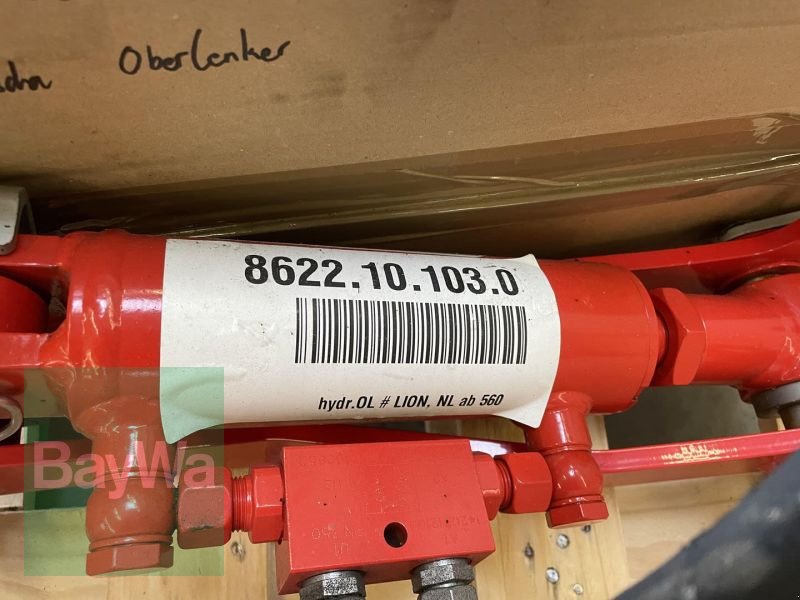 Oberlenker
8622.10.103.0
hydr.OL # LION, NL ab 560
BayWa